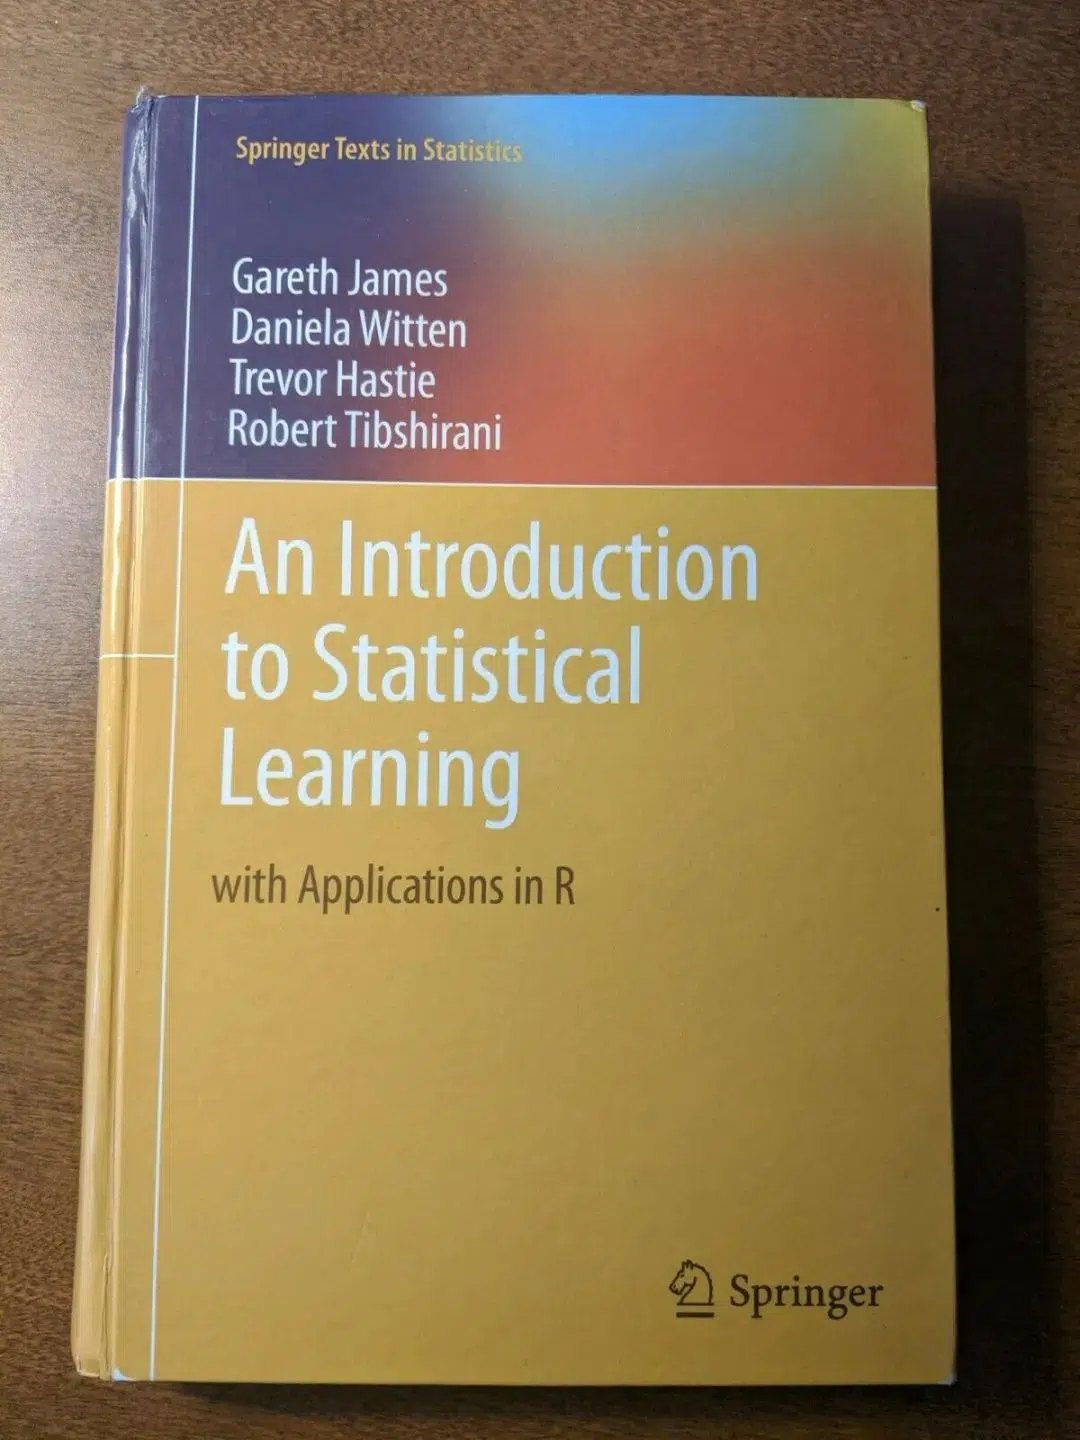 Springer Texts in Statistics
Gareth James
Daniela Witten
Trevor Hastie
Robert Tibshirani
An Introduction
to Statistical
Learning
with Applications in R
Springer